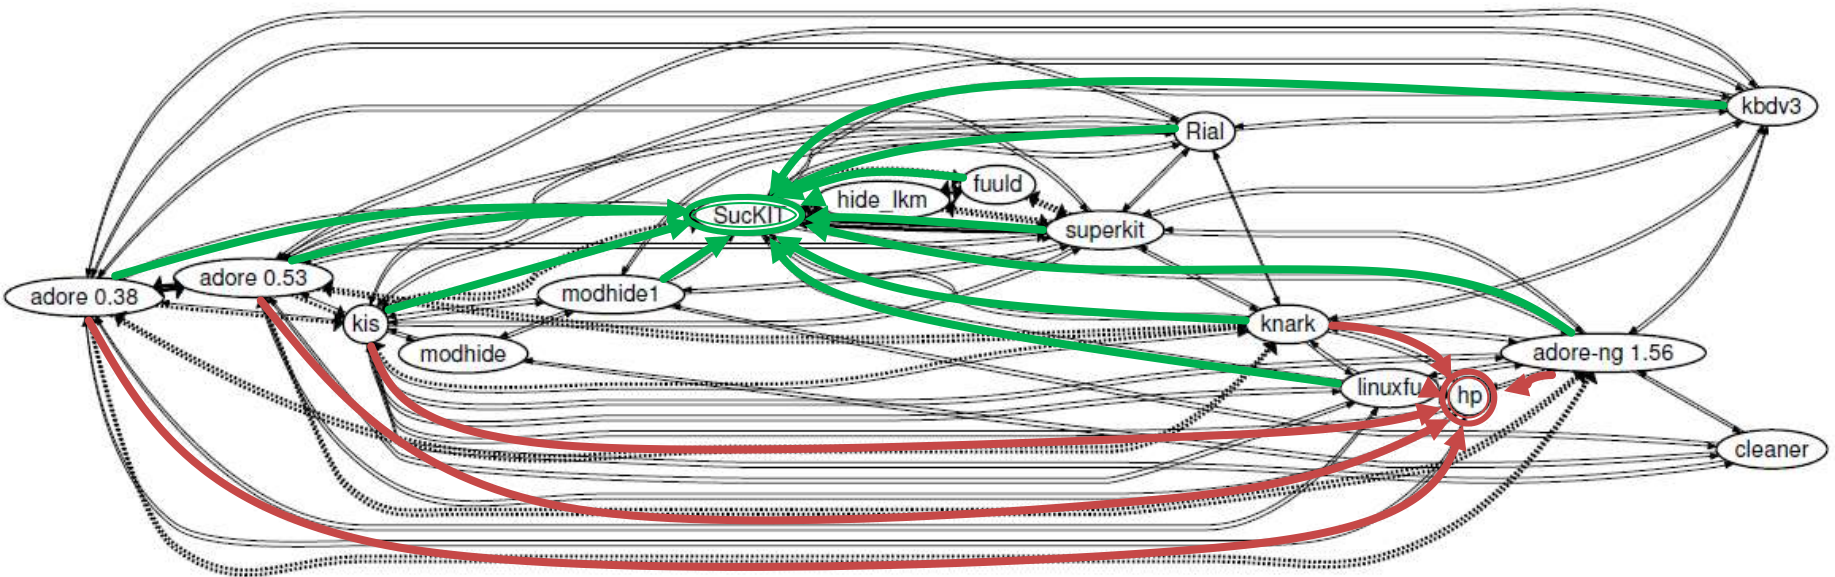 kbdv3
Rial
fuuld
hide_lkm
SucKIT
superkit
adore 0.53
adore 0.38
modhide1
kis
knark
modhide
adore-ng 1.56
linuxfu
hp
cleaner